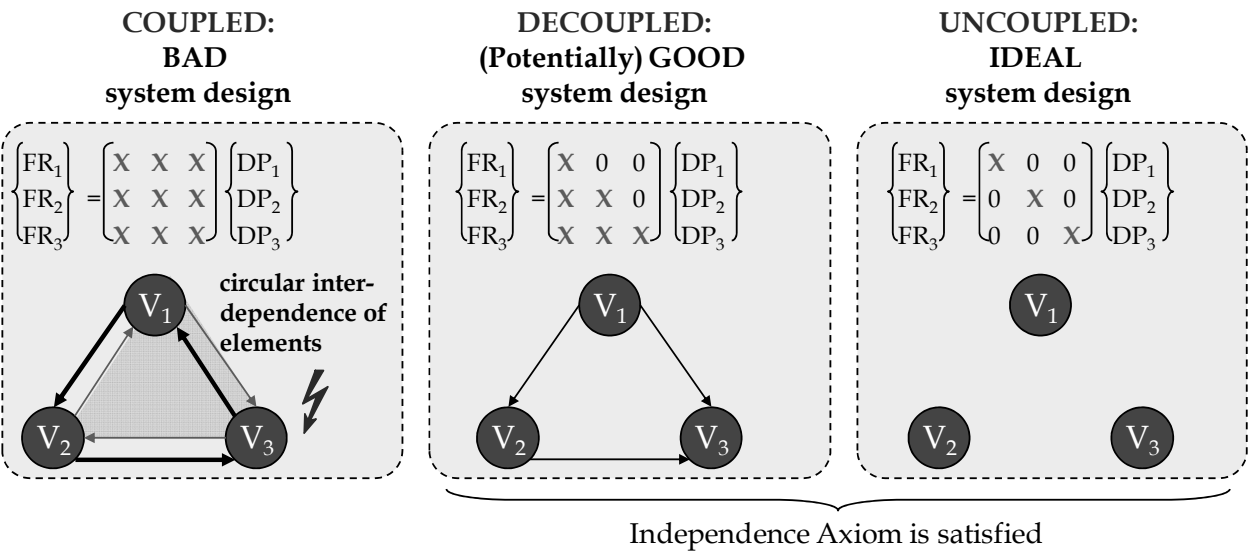 COUPLED:
BAD
system design
DECOUPLED:
(Potentially) GOOD
system design
UNCOUPLED:
IDEAL
system design
{FR₁} [X X X] {DP₁}
{FR₂} = [X X X] {DP₂}
{FR₃} [X X X] {DP₃}
circular inter-
dependence of
elements
V₁
V₂
V₃
{FR₁} [X 0 0] {DP₁}
{FR₂} = [X X 0] {DP₂}
{FR₃} [X X X] {DP₃}
V₁
V₂
V₃
{FR₁} [X 0 0] {DP₁}
{FR₂} = [0 X 0] {DP₂}
{FR₃} [0 0 X] {DP₃}
V₁
V₂
V₃
Independence Axiom is satisfied